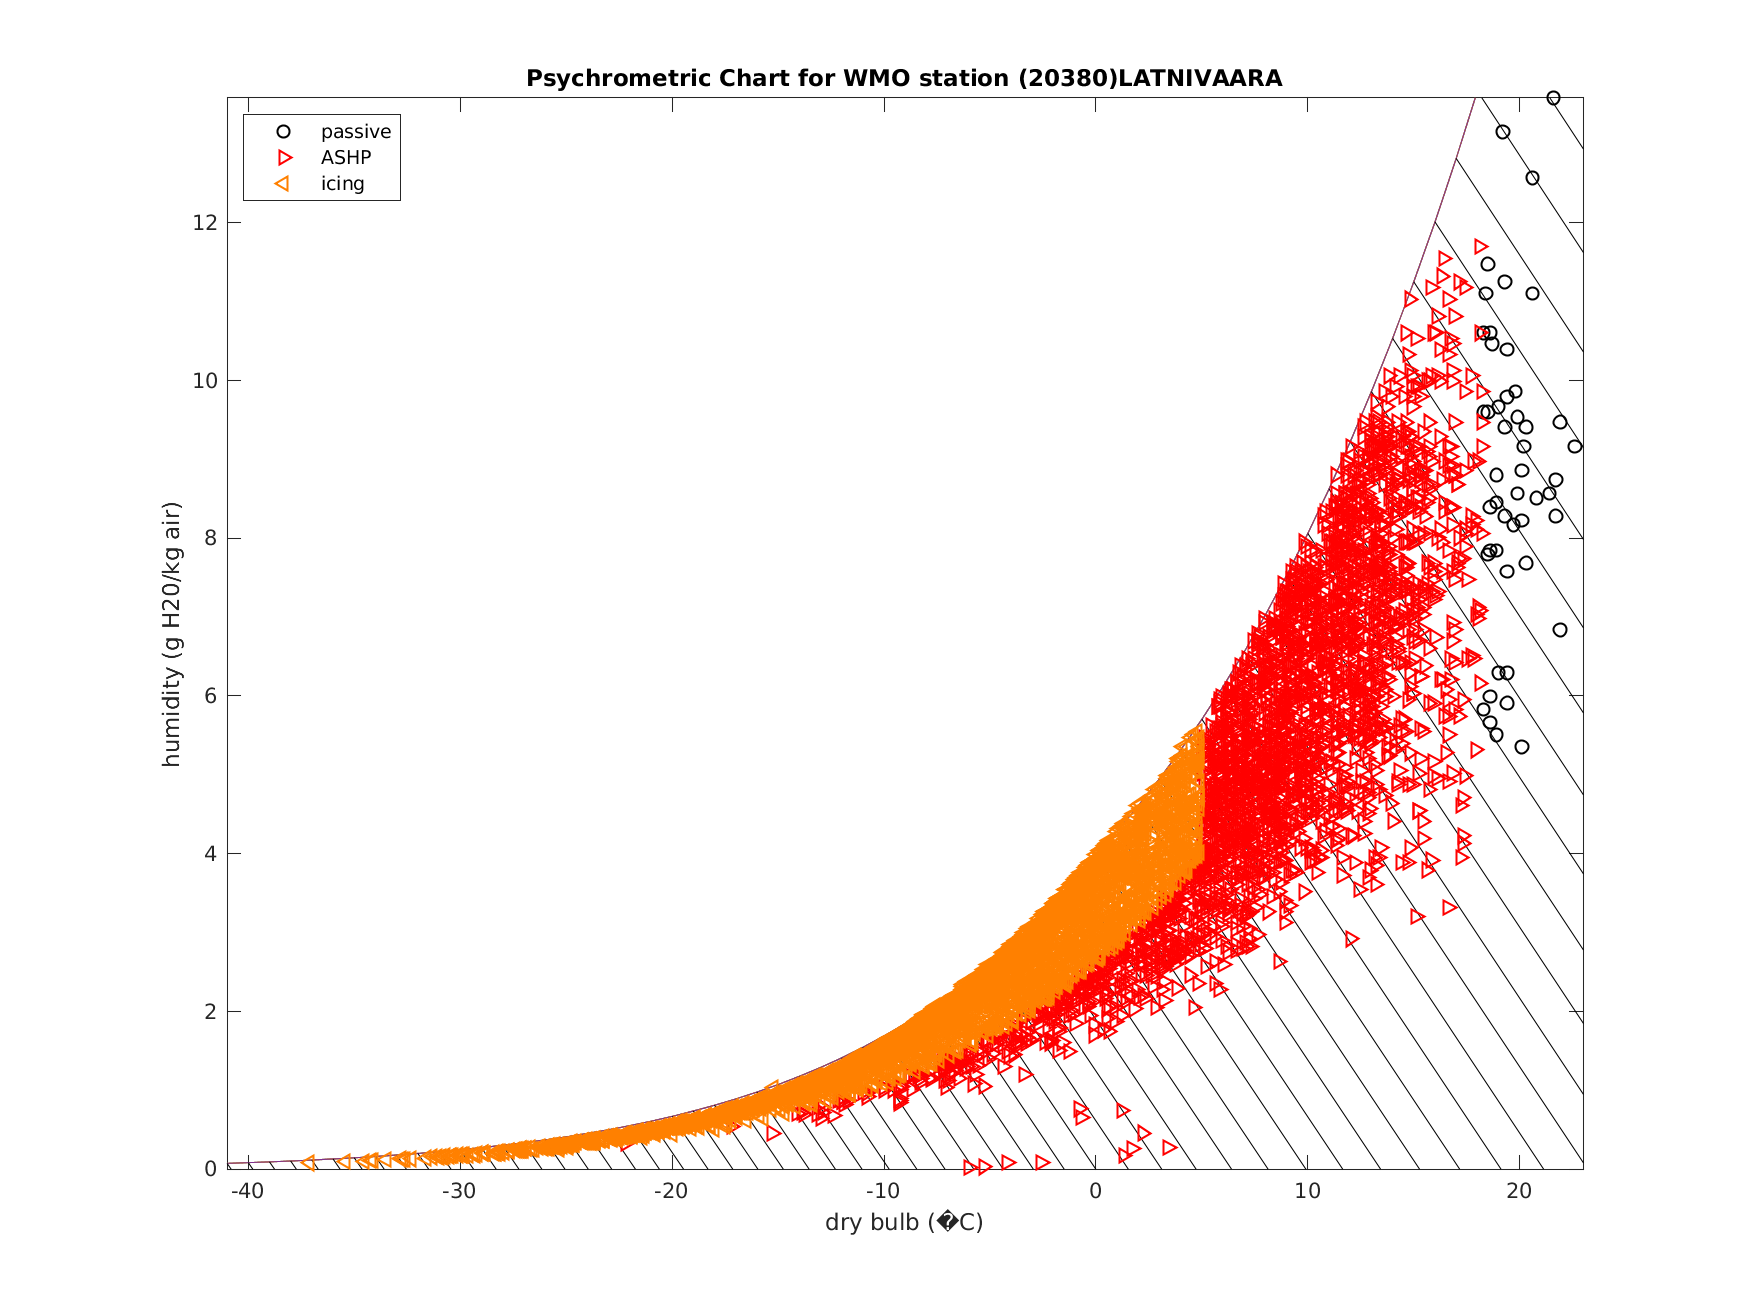 Psychrometric Chart for WMO station (20380)LATNIVAARA
passive
ASHP
icing
12
10
8
6
4
2
0
humidity (g H20/kg air)
-40 -30 -20 -10 0 10 20
dry bulb (�C)